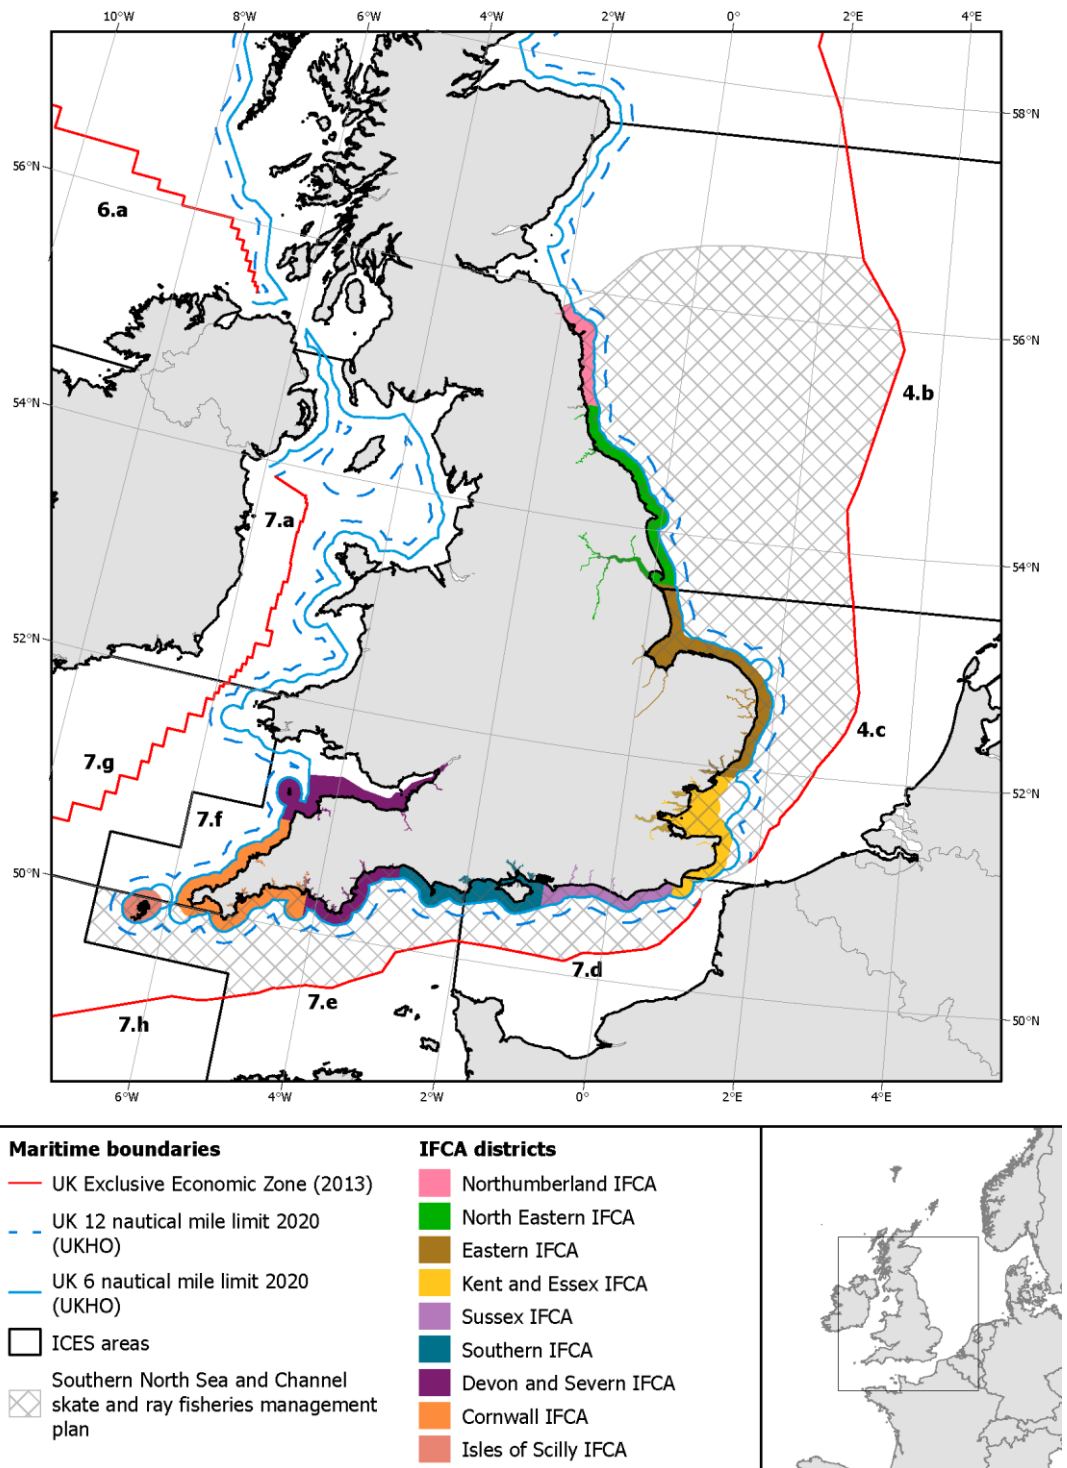 10°W 8°W 6°W 4°W 2°W 0° 2°E 4°E
58°N
56°N
6.a
56°N
4.b
54°N
7.a
54°N
52°N
4.c
7.g
52°N
7.f
50°N
7.d
7.e
50°N
7.h
6°W 4°W 2°W 0° 2°E 4°E
Maritime boundaries
UK Exclusive Economic Zone (2013)
UK 12 nautical mile limit 2020
(UKHO)
UK 6 nautical mile limit 2020
(UKHO)
ICES areas
Southern North Sea and Channel
skate and ray fisheries management
plan
IFCA districts
Northumberland IFCA
North Eastern IFCA
Eastern IFCA
Kent and Essex IFCA
Sussex IFCA
Southern IFCA
Devon and Severn IFCA
Cornwall IFCA
Isles of Scilly IFCA